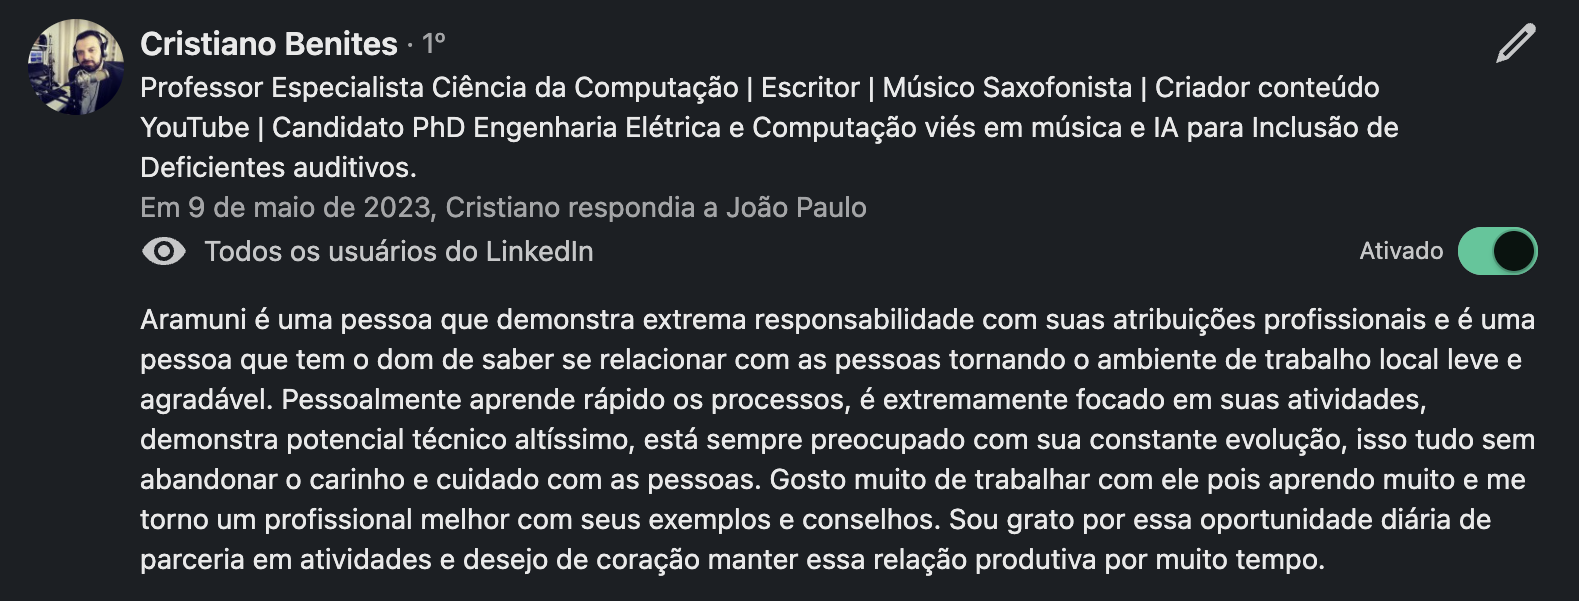 Cristiano Benites · 1º
Professor Especialista Ciência da Computação | Escritor | Músico Saxofonista | Criador conteúdo
YouTube | Candidato PhD Engenharia Elétrica e Computação viés em música e IA para Inclusão de
Deficientes auditivos.
Em 9 de maio de 2023, Cristiano respondia a João Paulo
Todos os usuários do LinkedIn
Ativado
Aramuni é uma pessoa que demonstra extrema responsabilidade com suas atribuições profissionais e é uma
pessoa que tem o dom de saber se relacionar com as pessoas tornando o ambiente de trabalho local leve e
agradável. Pessoalmente aprende rápido os processos, é extremamente focado em suas atividades,
demonstra potencial técnico altíssimo, está sempre preocupado com sua constante evolução, isso tudo sem
abandonar o carinho e cuidado com as pessoas. Gosto muito de trabalhar com ele pois aprendo muito e me
torno um profissional melhor com seus exemplos e conselhos. Sou grato por essa oportunidade diária de
parceria em atividades e desejo de coração manter essa relação produtiva por muito tempo.